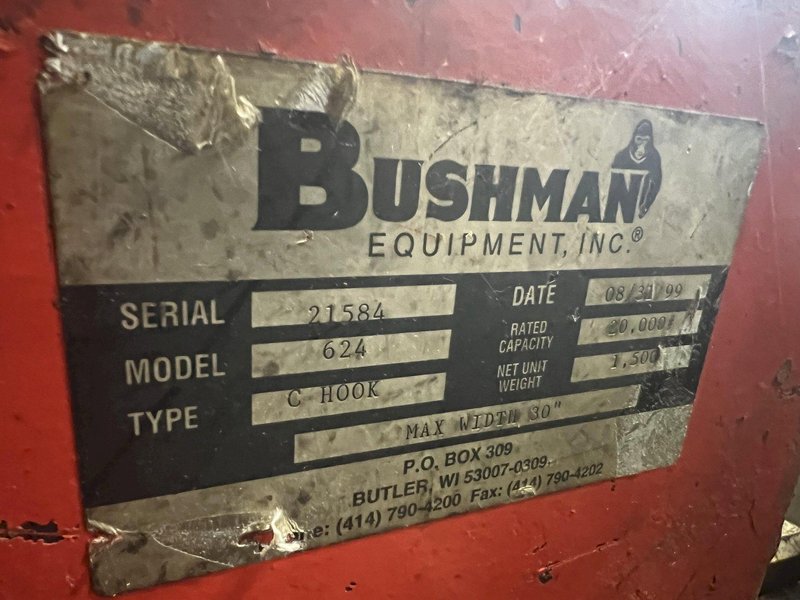 BUSHMAN
EQUIPMENT, INC.®
SERIAL 21584
DATE 08/31/99
MODEL 624
RATED CAPACITY 20,000#
TYPE C HOOK
NET UNIT WEIGHT 1,500
MAX WIDTH 30"
P.O. BOX 309
BUTLER, WI 53007-0309
Phone: (414) 790-4200 Fax: (414) 790-4202